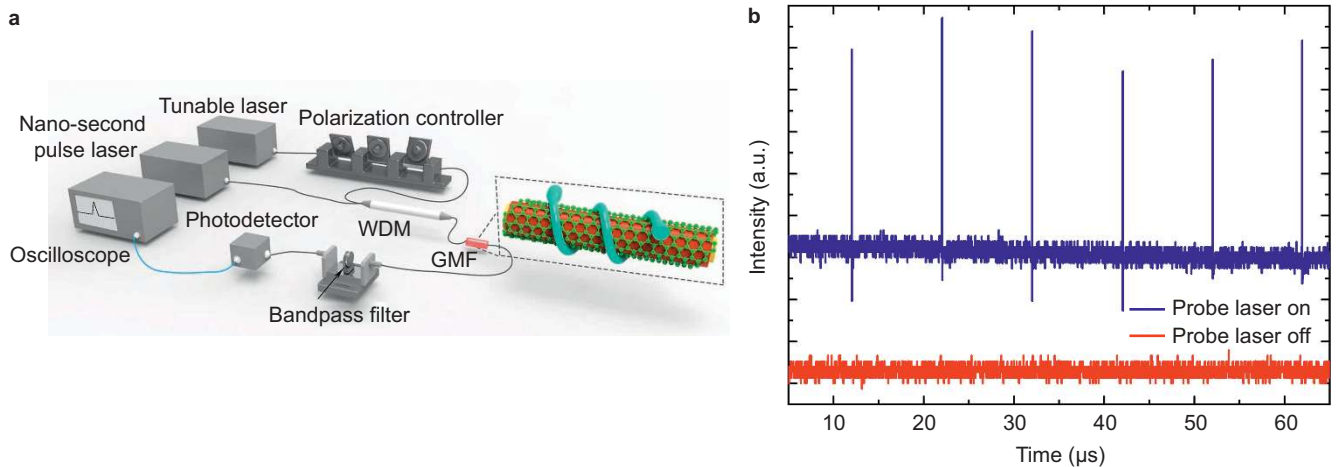 a
Tunable laser
Nano-second
pulse laser
Polarization controller
Photodetector
WDM
Oscilloscope
GMF
Bandpass filter
b
Intensity (a.u.)
Probe laser on
Probe laser off
10 20 30 40 50 60
Time (μs)